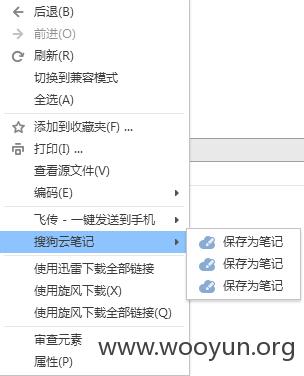 后退(B)
前进(O)
刷新(R)
切换到兼容模式
全选(A)
添加到收藏夹(F) ...
打印(I) ...
查看源文件(V)
编码(E)
飞传 - 一键发送到手机
搜狗云笔记
保存为笔记
保存为笔记
保存为笔记
使用迅雷下载全部链接
使用旋风下载(X)
使用旋风下载全部链接(Q)
审查元素
属性(P)
www.wooyun.org